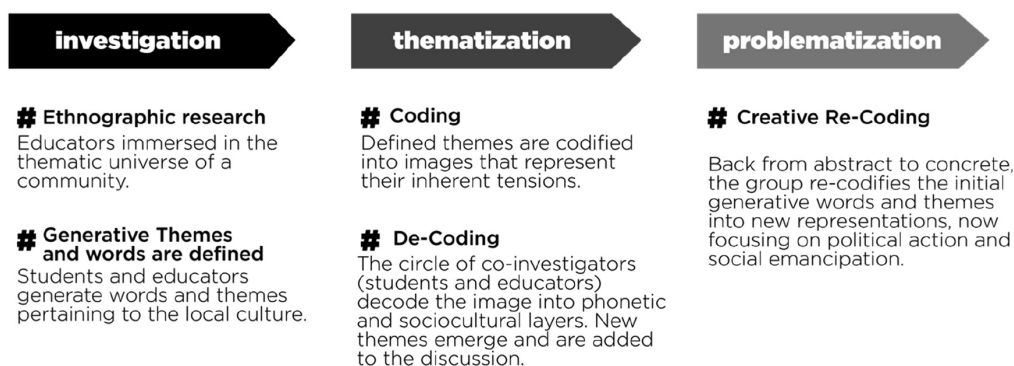 investigation
# Ethnographic research
Educators immersed in the
thematic universe of a
community.
# Generative Themes
and words are defined
Students and educators
generate words and themes
pertaining to the local culture.
thematization
# Coding
Defined themes are codified
into images that represent
their inherent tensions.
# De-Coding
The circle of co-investigators
(students and educators)
decode the image into phonetic
and sociocultural layers. New
themes emerge and are added
to the discussion.
problematization
# Creative Re-Coding
Back from abstract to concrete,
the group re-codifies the initial
generative words and themes
into new representations, now
focusing on political action and
social emancipation.